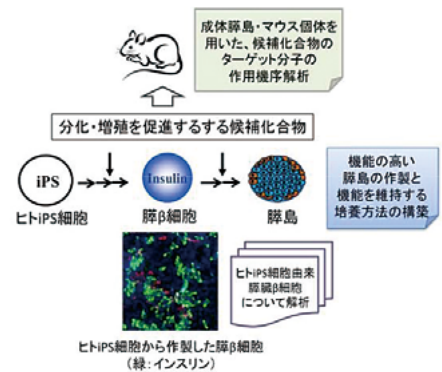 成体膵島・マウス個体を
用いた、候補化合物の
ターゲット分子の
作用機序解析
分化・増殖を促進するする候補化合物
iPS
Insulin
ヒトiPS細胞
膵β細胞
膵島
機能の高い
膵島の作製と
機能を維持する
培養方法の構築
ヒトiPS細胞由来
膵臓β細胞
について解析
ヒトiPS細胞から作製した膵β細胞
（緑：インスリン）